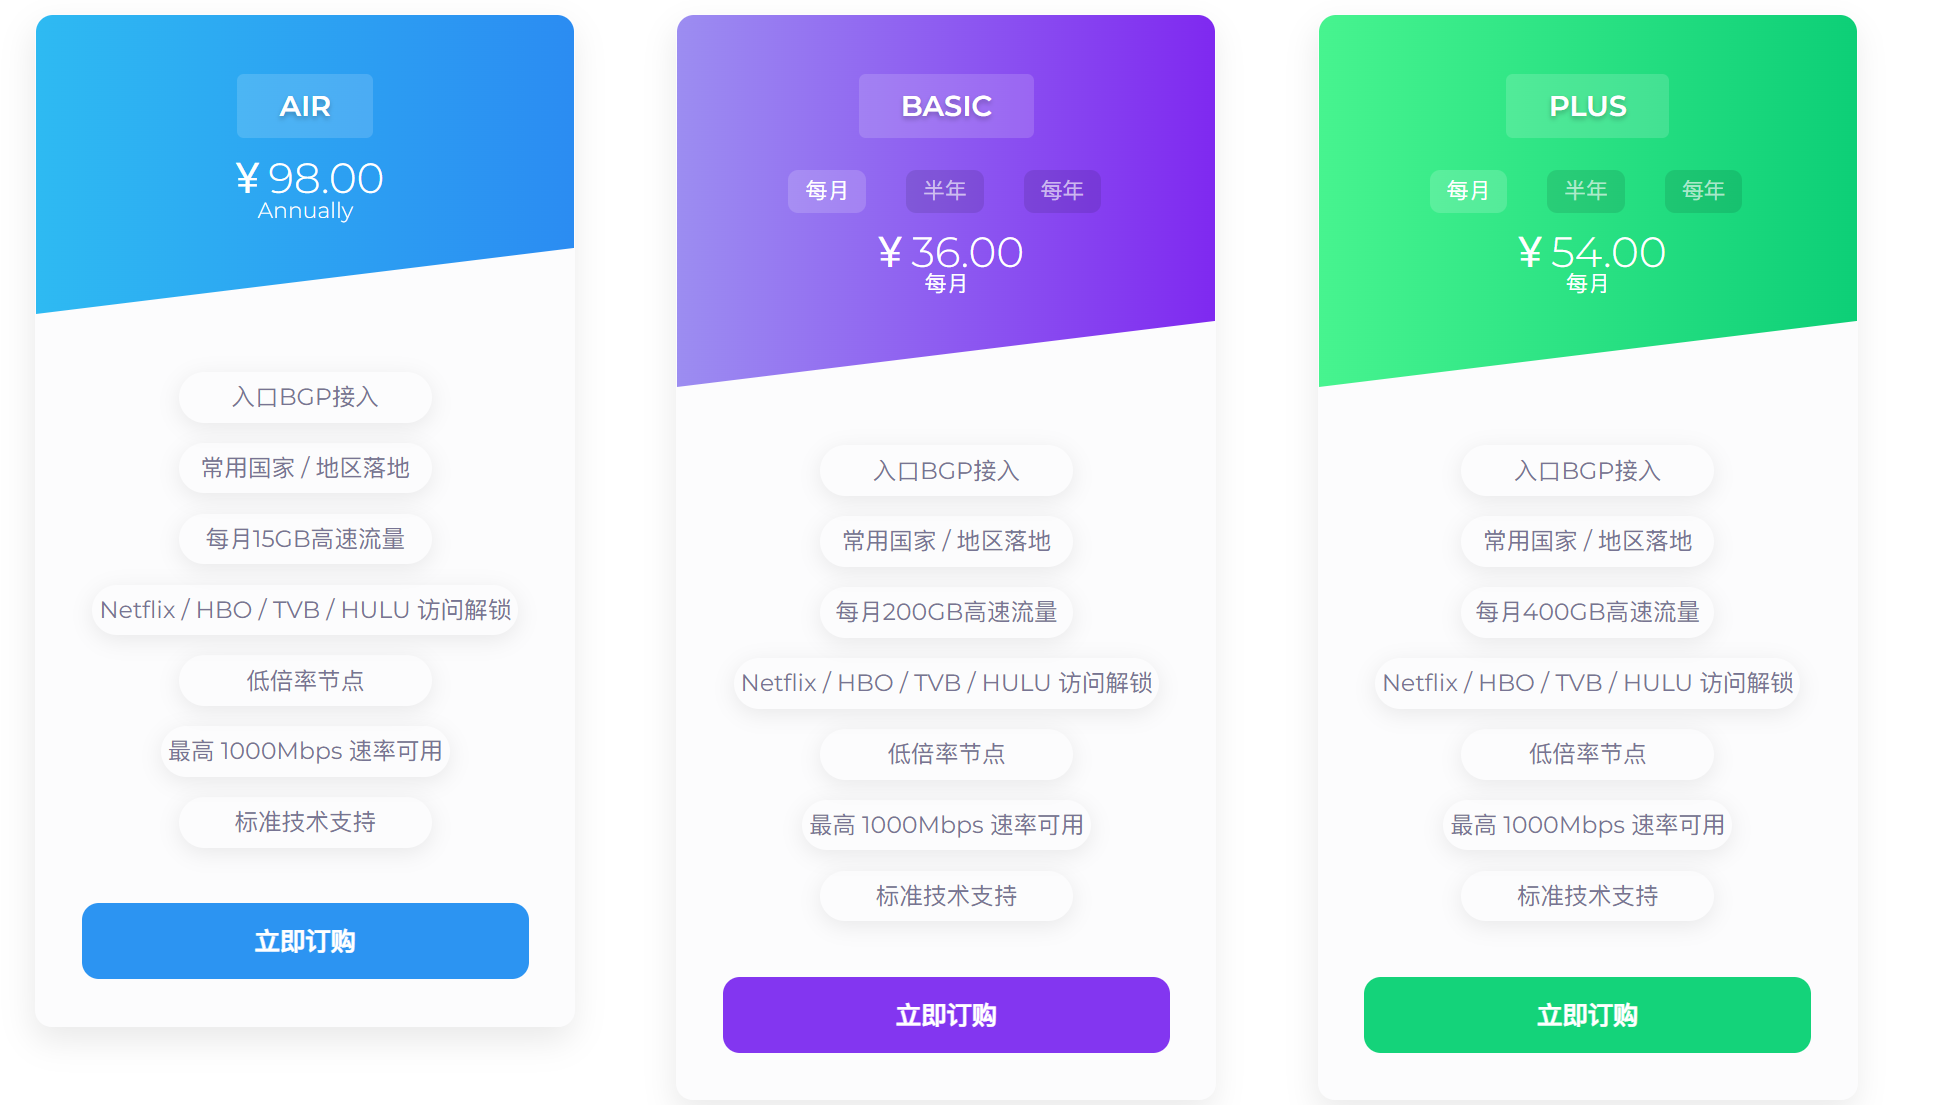 AIR
¥ 98.00
Annually
入口BGP接入
常用国家 / 地区落地
每月15GB高速流量
Netflix / HBO / TVB / HULU 访问解锁
低倍率节点
最高 1000Mbps 速率可用
标准技术支持
立即订购
BASIC
每月 半年 每年
¥ 36.00
每月
入口BGP接入
常用国家 / 地区落地
每月200GB高速流量
Netflix / HBO / TVB / HULU 访问解锁
低倍率节点
最高 1000Mbps 速率可用
标准技术支持
立即订购
PLUS
每月 半年 每年
¥ 54.00
每月
入口BGP接入
常用国家 / 地区落地
每月400GB高速流量
Netflix / HBO / TVB / HULU 访问解锁
低倍率节点
最高 1000Mbps 速率可用
标准技术支持
立即订购